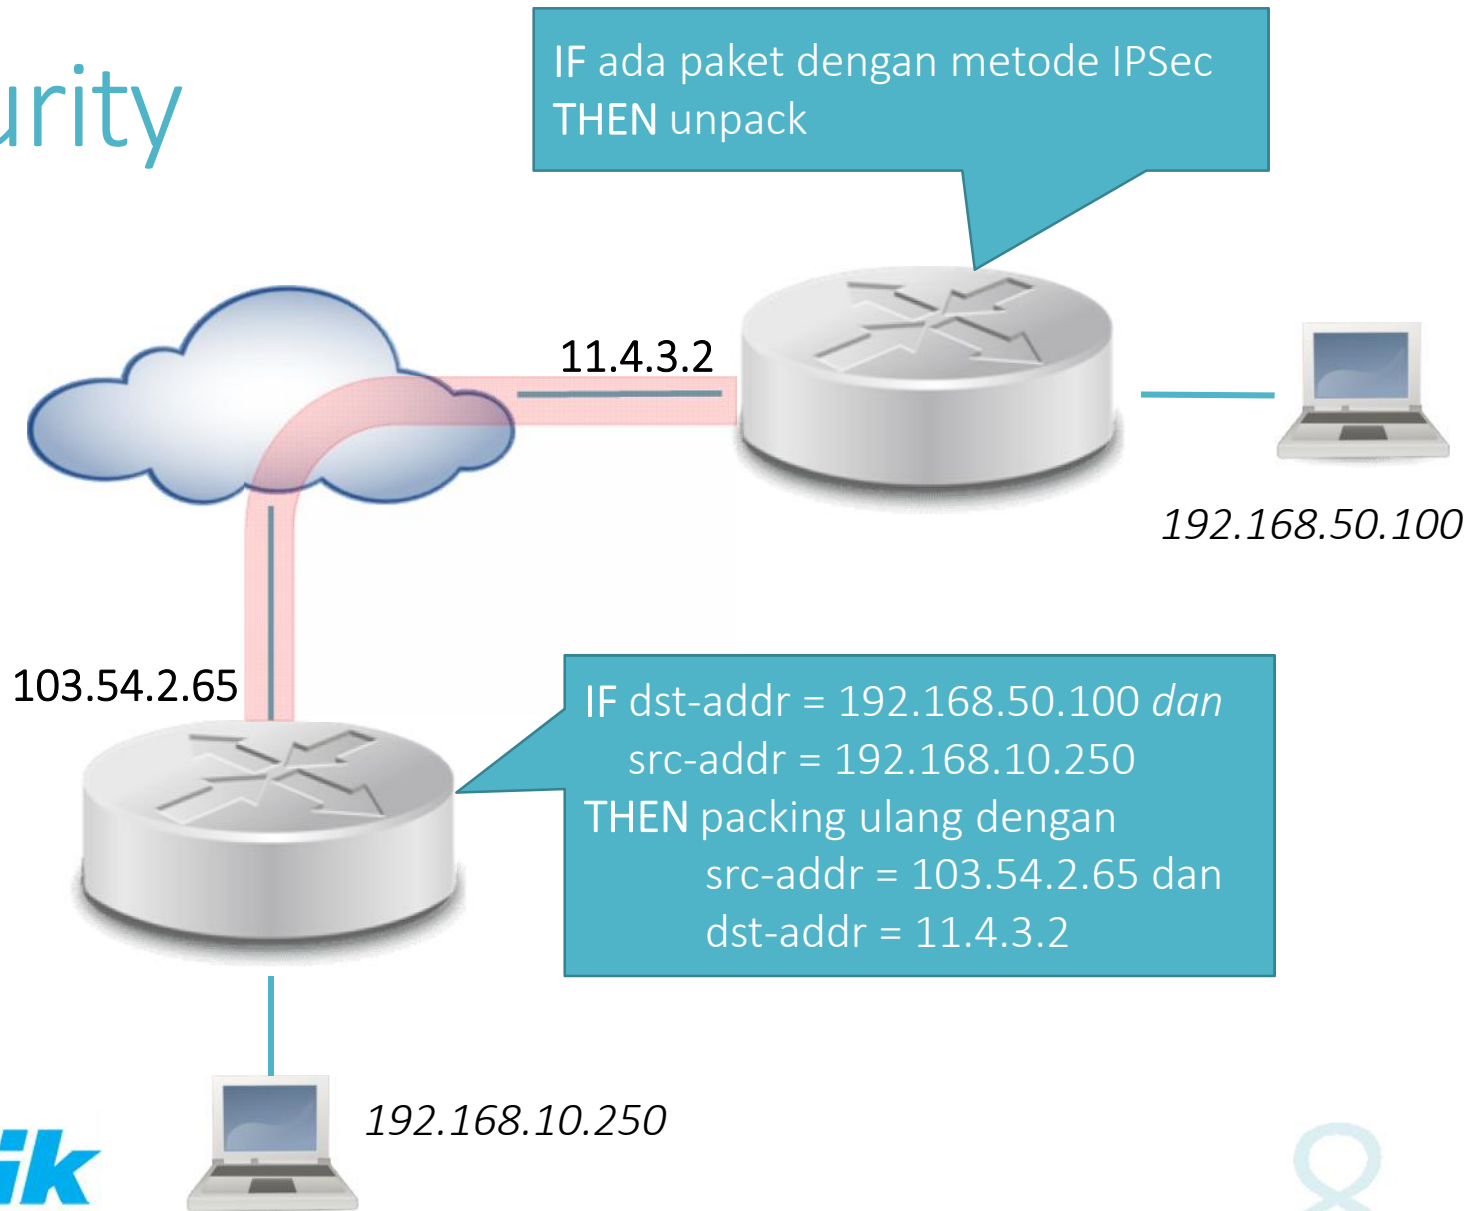 urity
IF ada paket dengan metode IPSec
THEN unpack
11.4.3.2
192.168.50.100
103.54.2.65
IF dst-addr = 192.168.50.100 dan
src-addr = 192.168.10.250
THEN packing ulang dengan
src-addr = 103.54.2.65 dan
dst-addr = 11.4.3.2
192.168.10.250
ik
8